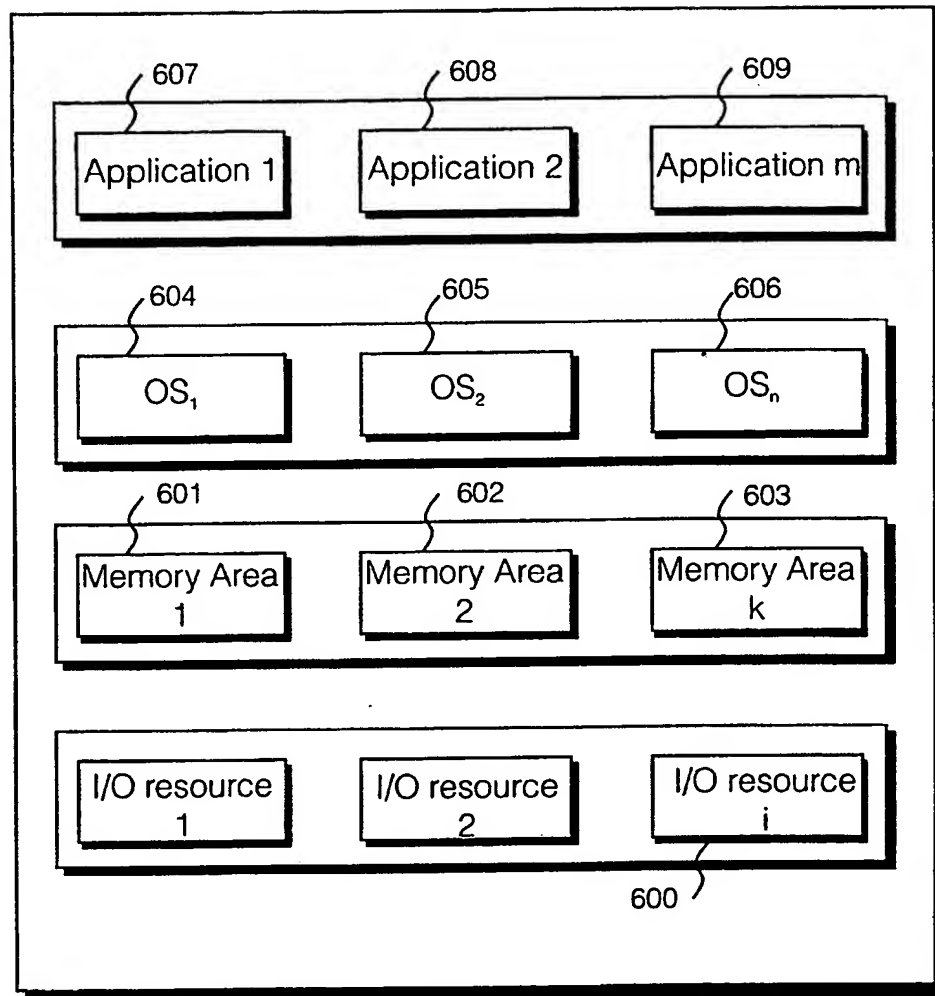 607 608 609
Application 1 Application 2 Application m
604 605 606
OS₁ OS₂ OSₙ
601 602 603
Memory Area Memory Area Memory Area
1 2 k
I/O resource I/O resource I/O resource
1 2 i
600